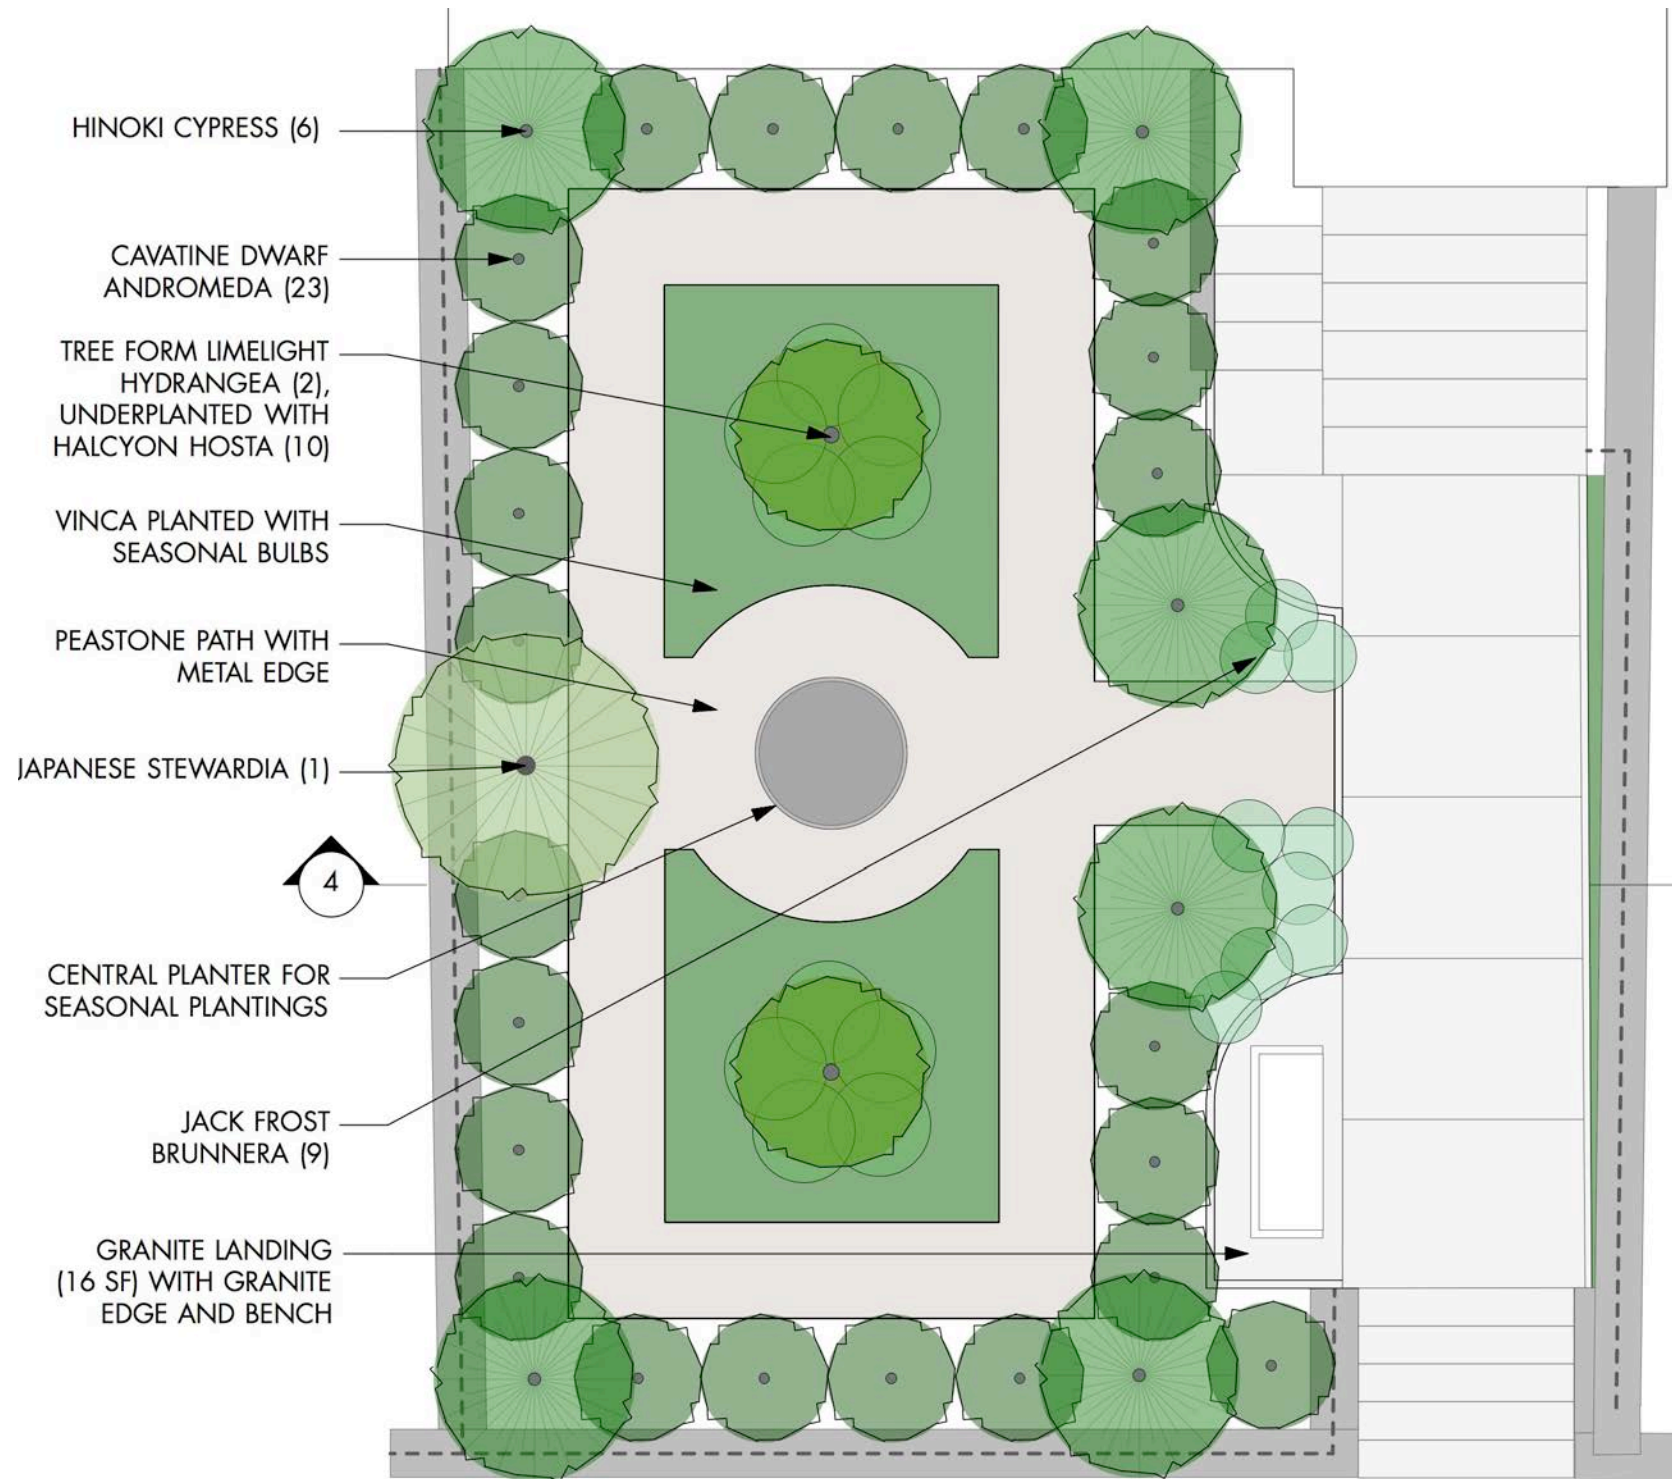 HINOKI CYPRESS (6)
CAVATINE DWARF
ANDROMEDA (23)
TREE FORM LIMELIGHT
HYDRANGEA (2),
UNDERPLANTED WITH
HALCYON HOSTA (10)
VINCA PLANTED WITH
SEASONAL BULBS
PEASTONE PATH WITH
METAL EDGE
JAPANESE STEWARDIA (1)
4
CENTRAL PLANTER FOR
SEASONAL PLANTINGS
JACK FROST
BRUNNERA (9)
GRANITE LANDING
(16 SF) WITH GRANITE
EDGE AND BENCH